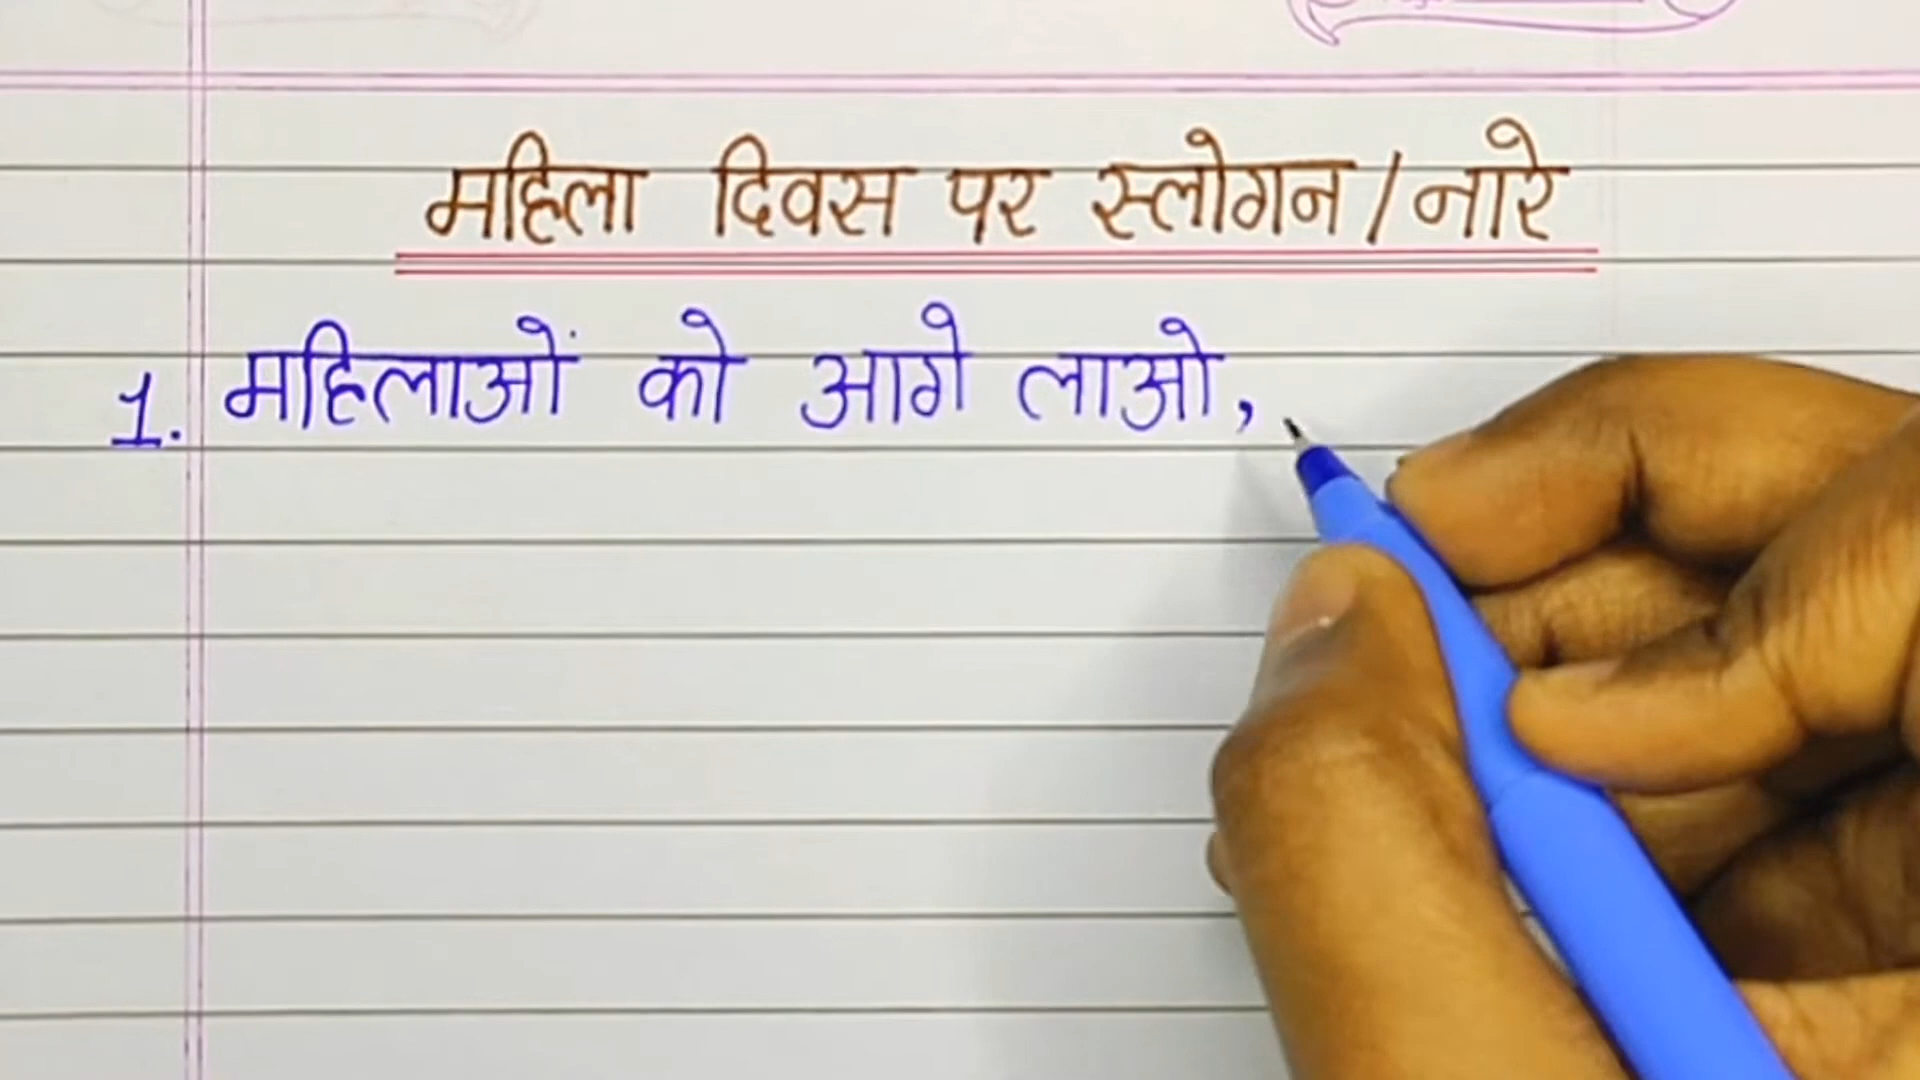 महिला दिवस पर स्लोगन/नारे
1. महिलाओं को आगे लाओ,